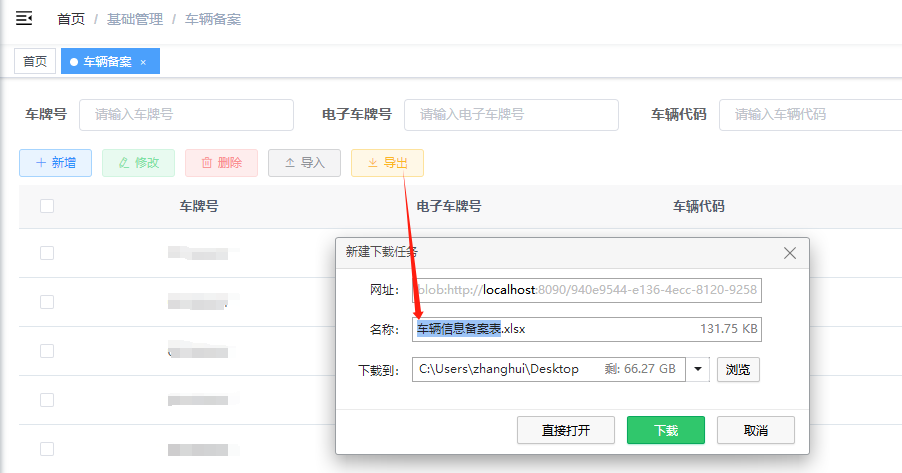 首页 / 基础管理 / 车辆备案
首页 车辆备案 ×
车牌号 请输入车牌号 电子车牌号 请输入电子车牌号 车辆代码 请输入车辆代码
+ 新增 修改 删除 导入 导出
车牌号 电子车牌号 车辆代码
新建下载任务
网址: blob:http://localhost:8090/940e9544-e136-4ecc-8120-9258
名称: 车辆信息备案表.xlsx 131.75 KB
下载到: C:\Users\zhanghui\Desktop 剩: 66.27 GB 浏览
直接打开 下载 取消